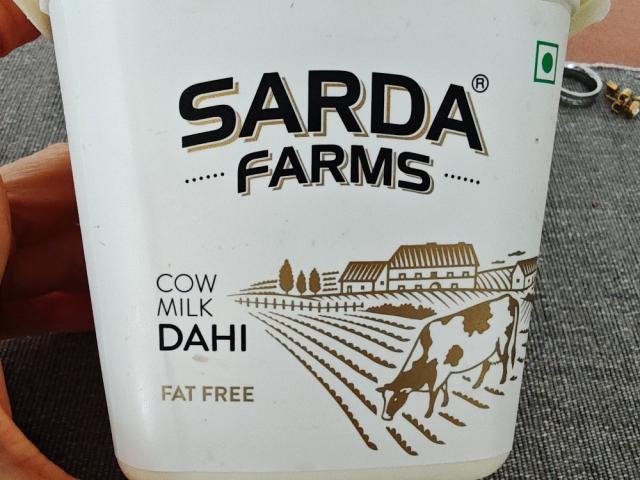 SARDA®
FARMS
COW
MILK
DAHI
FAT FREE